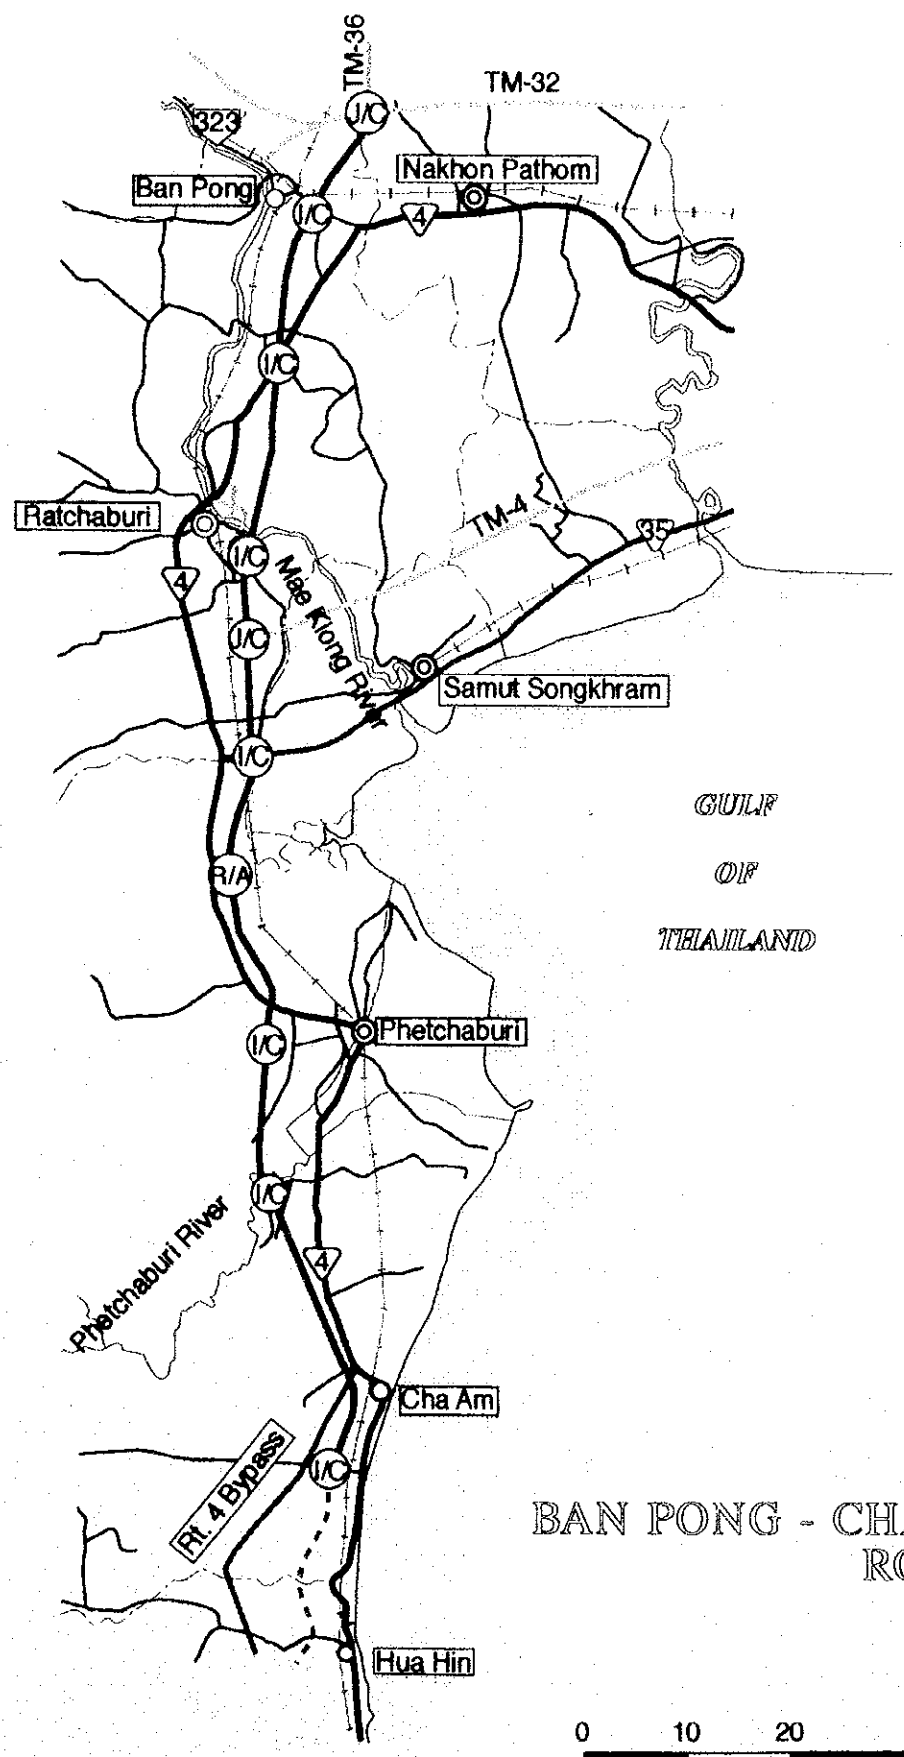 TM-36
TM-32
J/C
323
Nakhon Pathom
Ban Pong
I/C
4
I/C
Ratchaburi
TM-4
35
I/C
4
Mae Klong River
J/C
Samut Songkhram
I/C
GULF
OF
THAILAND
R/A
Phetchaburi
I/C
I/C
Phetchaburi River
4
Cha Am
Rt. 4 Bypass
I/C
BAN PONG - CHA
RO
Hua Hin
0 10 20